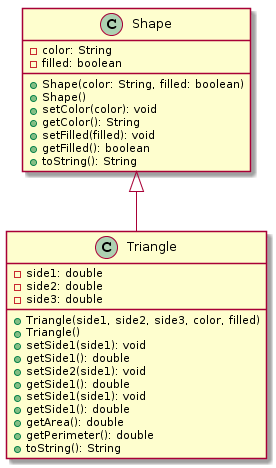 C Shape
color: String
filled: boolean
Shape(color: String, filled: boolean)
Shape()
setColor(color): void
getColor(): String
setFilled(filled): void
getFilled(): boolean
toString(): String
C Triangle
side1: double
side2: double
side3: double
Triangle(side1, side2, side3, color, filled)
Triangle()
setSide1(side1): void
getSide1(): double
setSide2(side1): void
getSide1(): double
setSide1(side1): void
getSide1(): double
getArea(): double
getPerimeter(): double
toString(): String